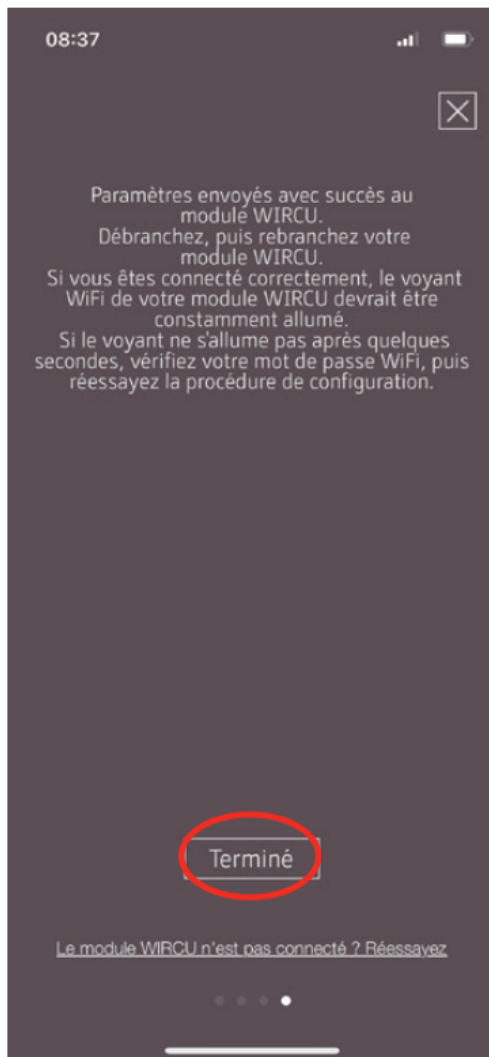 08:37
Paramètres envoyés avec succès au
module WIRCU.
Débranchez, puis rebranchez votre
module WIRCU.
Si vous êtes connecté correctement, le voyant
WiFi de votre module WIRCU devrait être
constamment allumé.
Si le voyant ne s'allume pas après quelques
secondes, vérifiez votre mot de passe WiFi, puis
réessayez la procédure de configuration.
Terminé
Le module WIRCU n'est pas connecté ? Réessayez